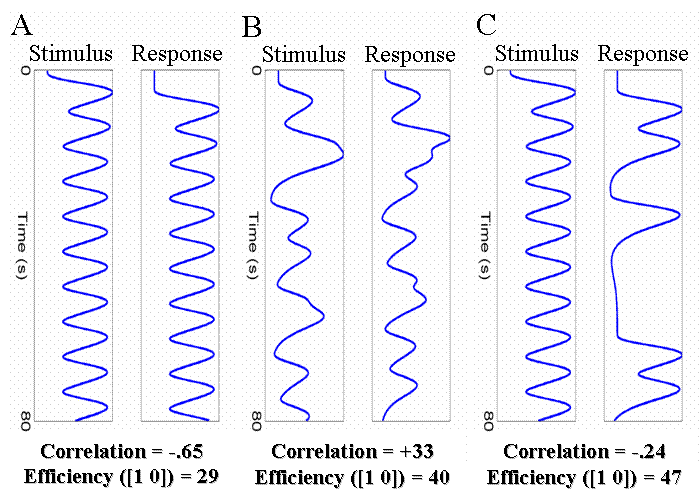 A
B
C
Stimulus Response
Stimulus Response
Stimulus Response
0
0
0
Time (s)
Time (s)
Time (s)
80
80
80
Correlation = -.65
Efficiency ([1 0]) = 29
Correlation = +33
Efficiency ([1 0]) = 40
Correlation = -.24
Efficiency ([1 0]) = 47